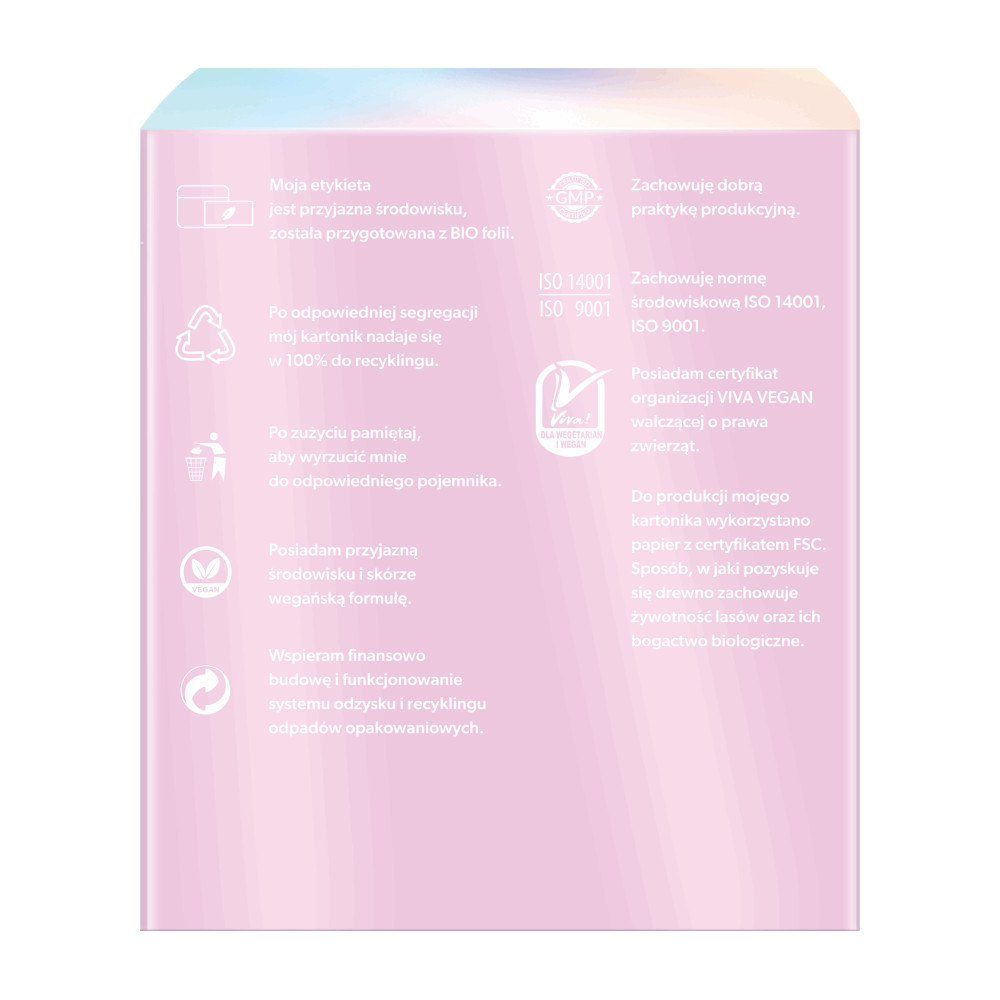 Moja etykieta
jest przyjazna środowisku,
została przygotowana z BIO folii.
Po odpowiedniej segregacji
mój kartonik nadaje się
w 100% do recyklingu.
Po zużyciu pamiętaj,
aby wyrzucić mnie
do odpowiedniego pojemnika.
VEGAN
Posiadam przyjazną
środowisku i skórze
wegańską formułę.
Wspieram finansowo
budowę i funkcjonowanie
systemu odzysku i recyklingu
odpadów opakowaniowych.
GMP
Zachowuję dobrą
praktykę produkcyjną.
ISO 14001
ISO 9001
Zachowuję normę
środowiskową ISO 14001,
ISO 9001.
Viva!
DLA WEGETARIAN
I WEGAN
Posiadam certyfikat
organizacji VIVA VEGAN
walczącej o prawa
zwierząt.
Do produkcji mojego
kartonika wykorzystano
papier z certyfikatem FSC.
Sposób, w jaki pozyskuje
się drewno zachowuje
żywotność lasów oraz ich
bogactwo biologiczne.